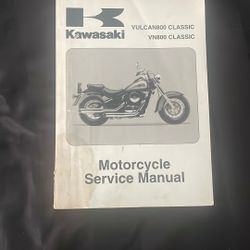 Kawasaki
VULCAN800 CLASSIC
VN800 CLASSIC
Motorcycle
Service Manual